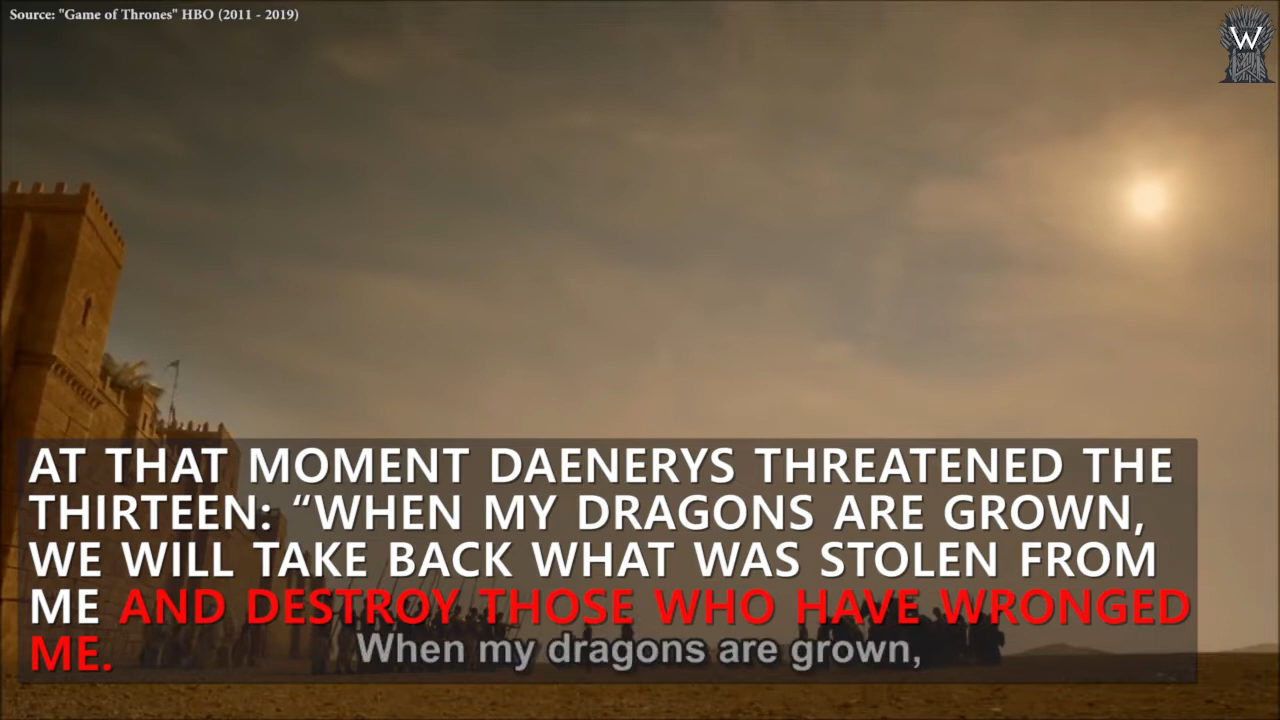 Source: "Game of Thrones" HBO (2011 - 2019)
W
AT THAT MOMENT DAENERYS THREATENED THE
THIRTEEN: “WHEN MY DRAGONS ARE GROWN,
WE WILL TAKE BACK WHAT WAS STOLEN FROM
ME AND DESTROY THOSE WHO HAVE WRONGED
ME.
When my dragons are grown,